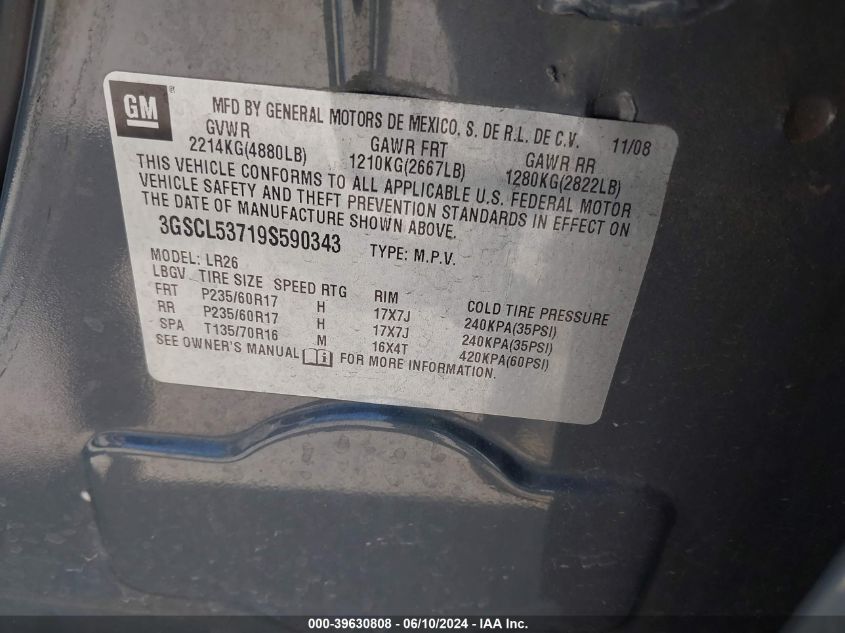 GM ® MFD BY GENERAL MOTORS DE MEXICO, S. DE R.L. DE C.V. 11/08
GVWR GAWR FRT GAWR RR
2214KG(4880LB) 1210KG(2667LB) 1280KG(2822LB)
THIS VEHICLE CONFORMS TO ALL APPLICABLE U.S. FEDERAL MOTOR
VEHICLE SAFETY AND THEFT PREVENTION STANDARDS IN EFFECT ON
THE DATE OF MANUFACTURE SHOWN ABOVE.
3GSCL53719S590343 TYPE: M.P.V.
MODEL: LR26
LBGV TIRE SIZE SPEED RTG RIM COLD TIRE PRESSURE
FRT P235/60R17 H 17X7J 240KPA(35PSI)
RR P235/60R17 H 17X7J 240KPA(35PSI)
SPA T135/70R16 M 16X4T 420KPA(60PSI)
SEE OWNER'S MANUAL FOR MORE INFORMATION.
000-39630808 - 06/10/2024 - IAA Inc.